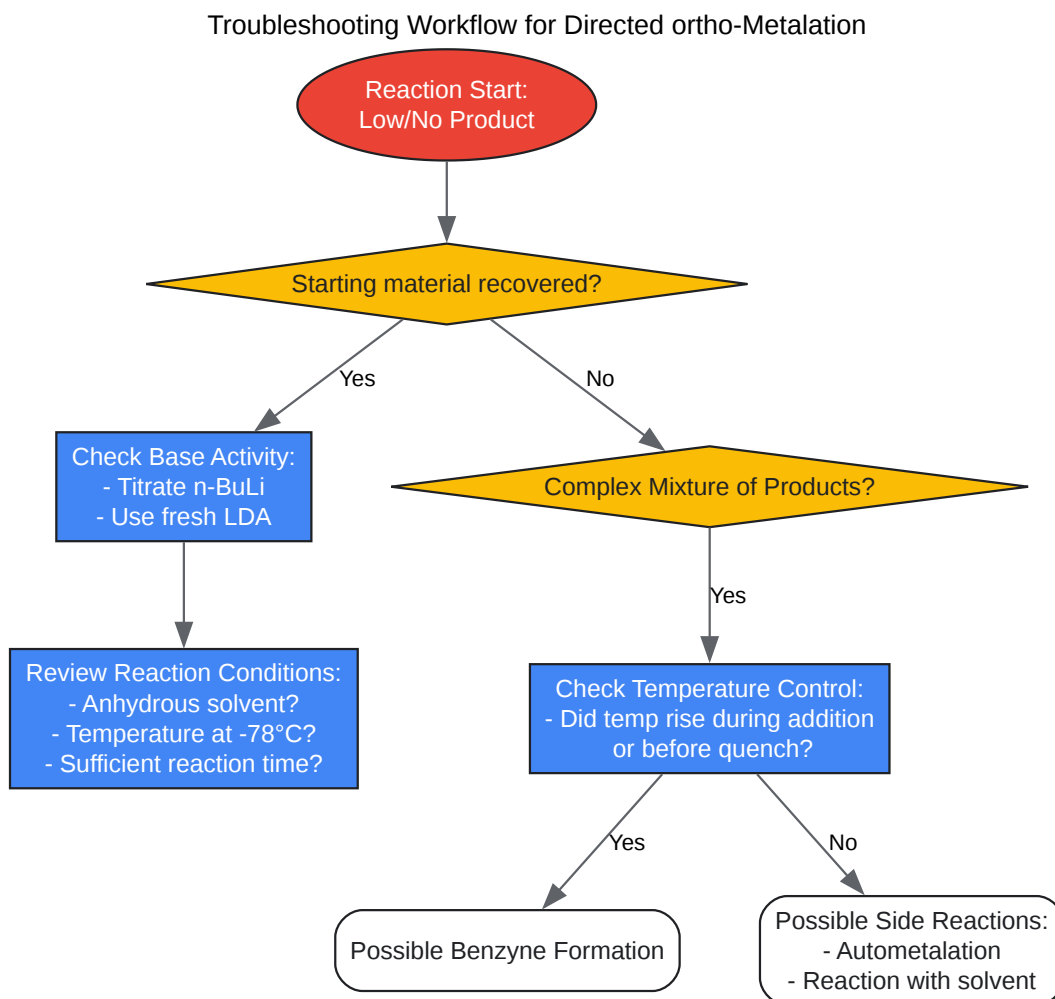 Troubleshooting Workflow for Directed ortho-Metalation
Reaction Start:
Low/No Product
Starting material recovered?
Yes
No
Check Base Activity:
- Titrate n-BuLi
- Use fresh LDA
Complex Mixture of Products?
Yes
Review Reaction Conditions:
- Anhydrous solvent?
- Temperature at -78°C?
- Sufficient reaction time?
Check Temperature Control:
- Did temp rise during addition
or before quench?
Yes
No
Possible Benzyne Formation
Possible Side Reactions:
- Autometalation
- Reaction with solvent